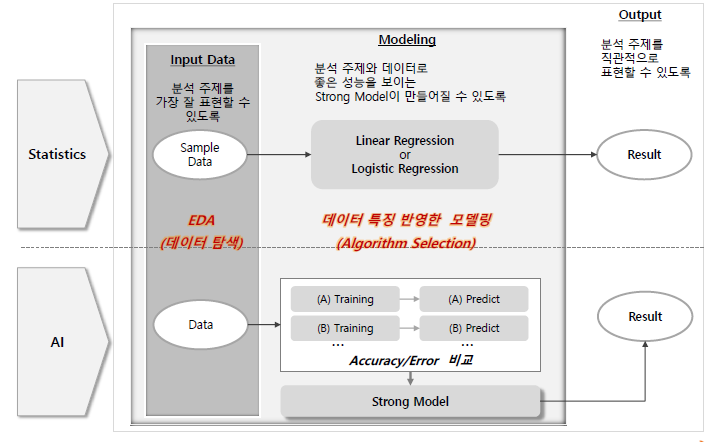 Output
분석 주제를
직관적으로
표현할 수 있도록
Modeling
분석 주제와 데이터로
좋은 성능을 보이는
Strong Model이 만들어질 수 있도록
Input Data
분석 주제를
가장 잘 표현할 수
있도록
Statistics
Sample
Data
Linear Regression
or
Logistic Regression
Result
EDA
(데이터 탐색)
데이터 특징 반영한 모델링
(Algorithm Selection)
AI
Data
(A) Training
(A) Predict
(B) Training
(B) Predict
...
...
Accuracy/Error 비교
Strong Model
Result